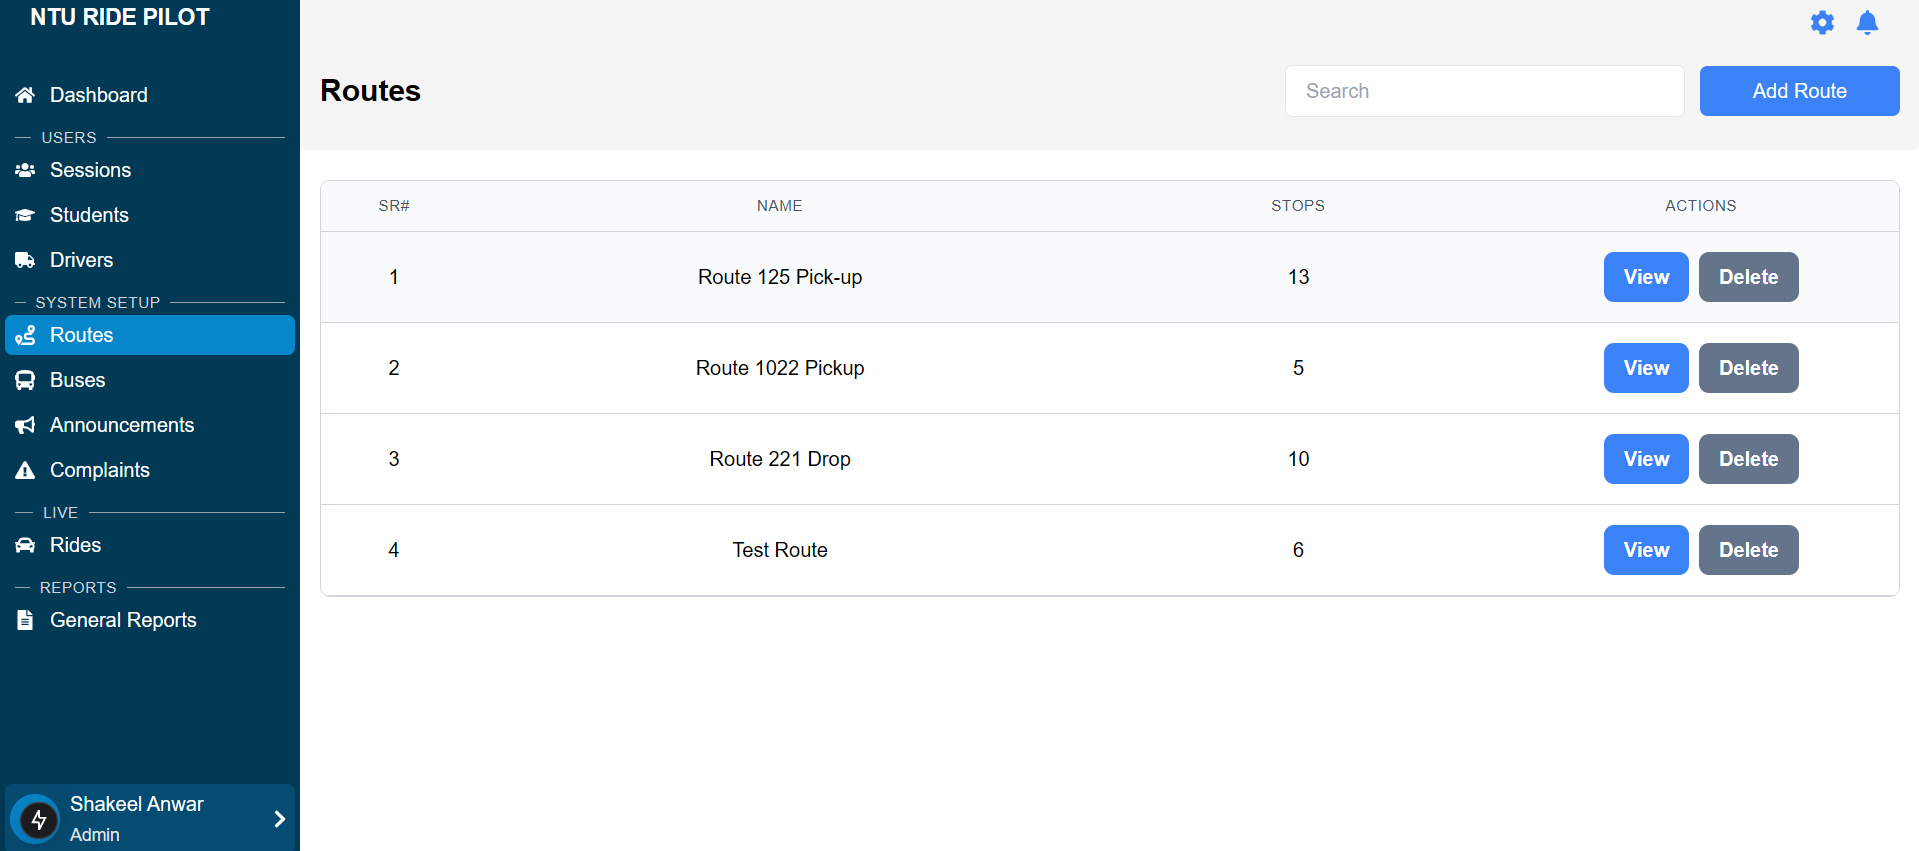 NTU RIDE PILOT
Dashboard
USERS
Sessions
Students
Drivers
SYSTEM SETUP
Routes
Buses
Announcements
Complaints
LIVE
Rides
REPORTS
General Reports
Shakeel Anwar
Admin
Routes
Search
Add Route
SR# NAME STOPS ACTIONS
1 Route 125 Pick-up 13 View Delete
2 Route 1022 Pickup 5 View Delete
3 Route 221 Drop 10 View Delete
4 Test Route 6 View Delete